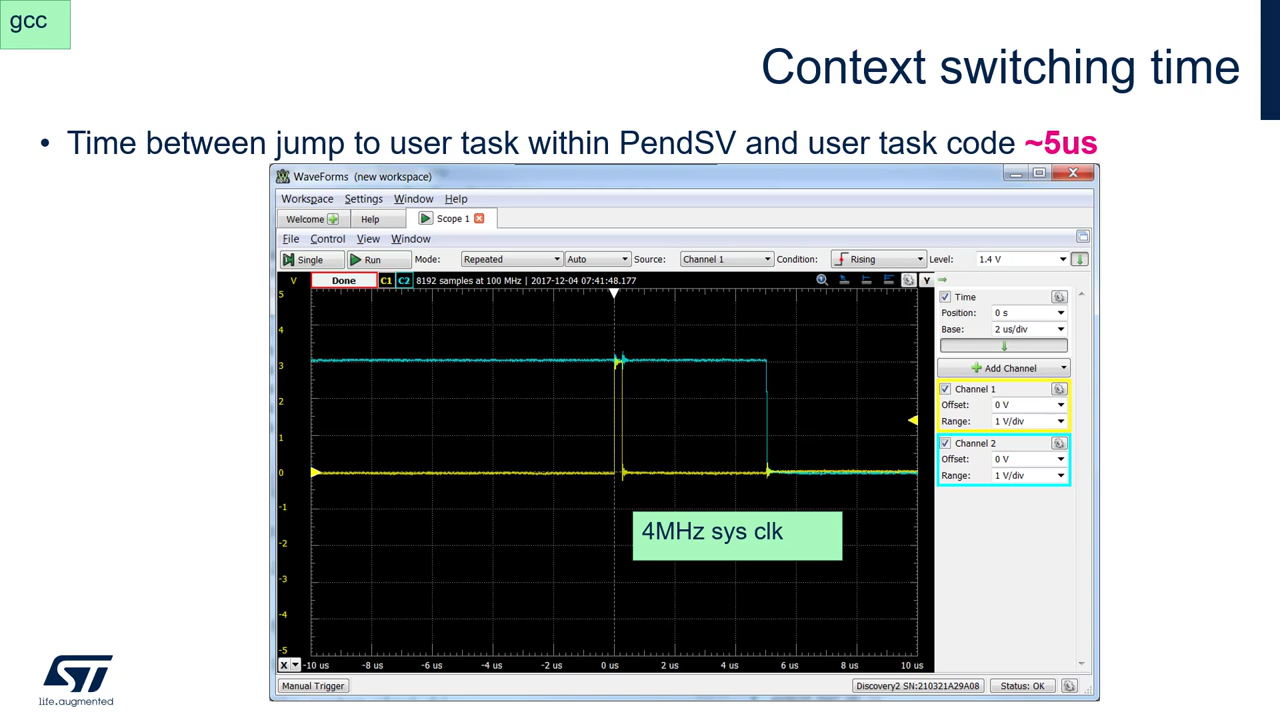 gcc
Context switching time
• Time between jump to user task within PendSV and user task code ~5us
WaveForms (new workspace)
Workspace Settings Window Help
Welcome Help Scope 1
File Control View Window
Single Run Mode: Repeated Auto Source: Channel 1 Condition: Rising Level: 1.4 V
V Done C1 C2 8192 samples at 100 MHz | 2017-12-04 07:41:48.177 Y
5
4
3
2
1
0
-1
-2
-3
-4
-5
Time
Position: 0 s
Base: 2 us/div
Add Channel
Channel 1
Offset: 0 V
Range: 1 V/div
Channel 2
Offset: 0 V
Range: 1 V/div
4MHz sys clk
X -10 us -8 us -6 us -4 us -2 us 0 us 2 us 4 us 6 us 8 us 10 us
Manual Trigger Discovery2 SN:210321A29A08 Status: OK
ST
life.augmented